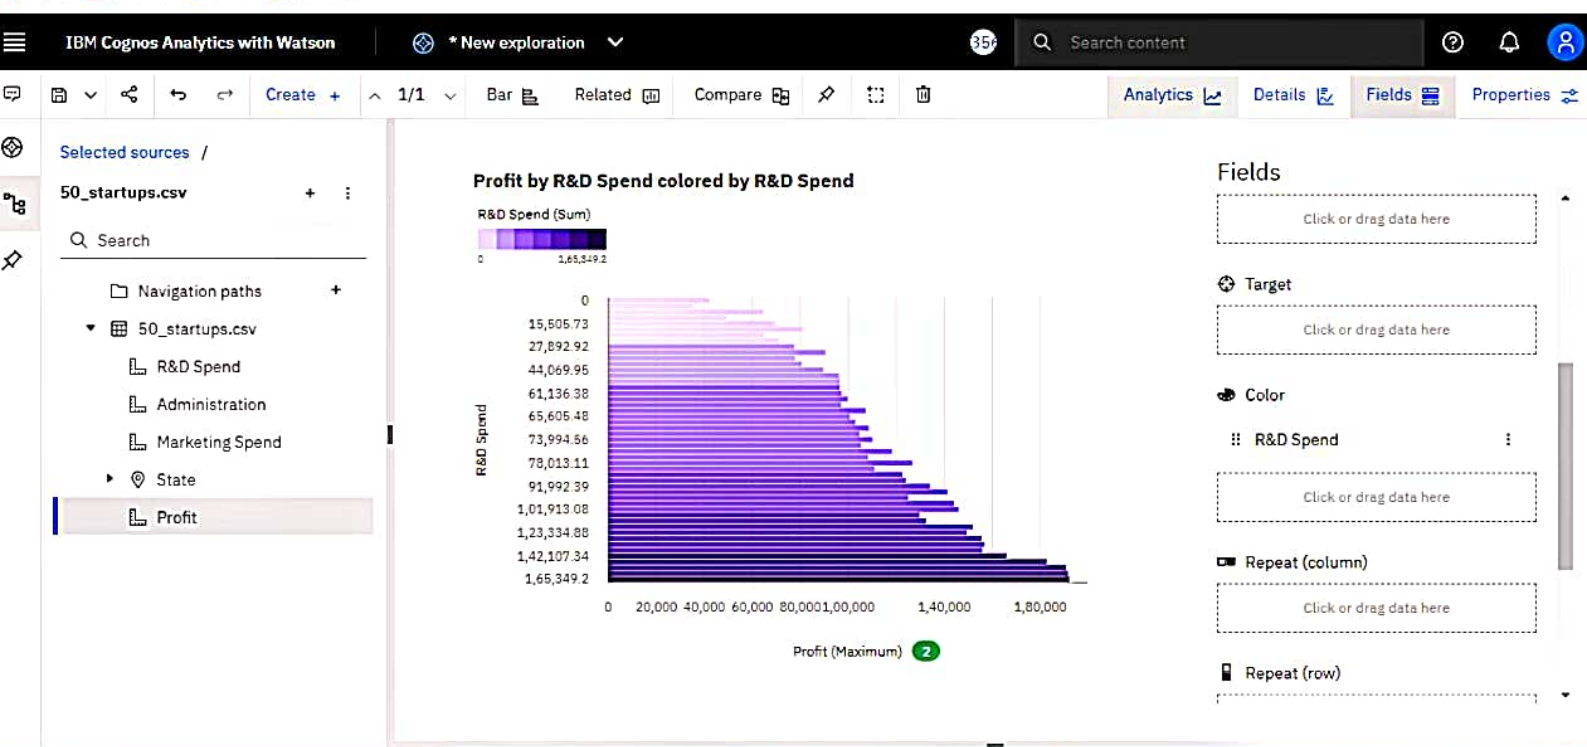 IBM Cognos Analytics with Watson
* New exploration
Search content
Create +
1/1
Bar
Related
Compare
Analytics
Details
Fields
Properties
Selected sources /
50_startups.csv
Search
Navigation paths
50_startups.csv
R&D Spend
Administration
Marketing Spend
State
Profit
Profit by R&D Spend colored by R&D Spend
R&D Spend (Sum)
0 1,65,349.2
R&D Spend
0
15,505.73
27,892.92
44,069.95
61,136.38
65,605.48
73,994.56
78,013.11
91,992.39
1,01,913.08
1,23,334.88
1,42,107.34
1,65,349.2
0 20,000 40,000 60,000 80,000 1,00,000 1,40,000 1,80,000
Profit (Maximum) 2
Fields
Click or drag data here
Target
Click or drag data here
Color
R&D Spend
Click or drag data here
Repeat (column)
Click or drag data here
Repeat (row)